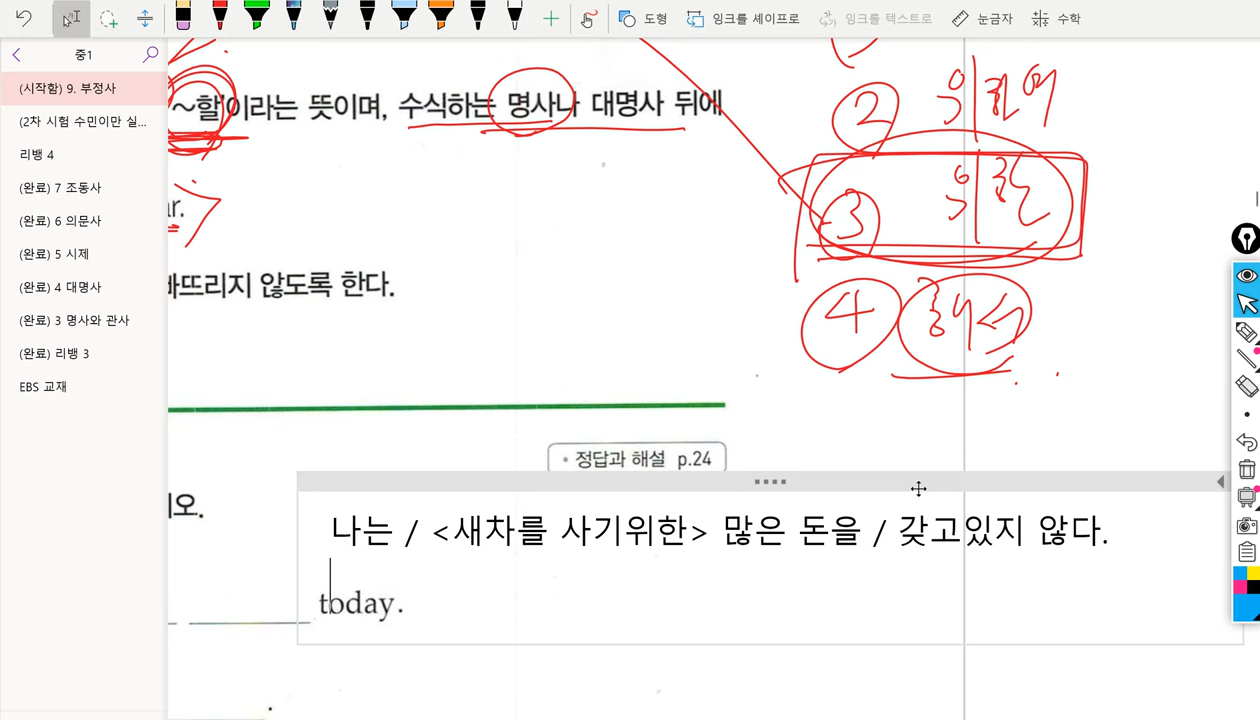 도형
잉크를 셰이프로
잉크를 텍스트로
눈금자
수학
중1
(시작함) 9. 부정사
(2차 시험 수민이만 실...
리뱅 4
(완료) 7 조동사
(완료) 6 의문사
(완료) 5 시제
(완료) 4 대명사
(완료) 3 명사와 관사
(완료) 리뱅 3
EBS 교재
~할'이라는 뜻이며, 수식하는 명사나 대명사 뒤에
ar.
빠뜨리지 않도록 한다.
2
3
4 해석
• 정답과 해설 p.24
오.
나는 / <새차를 사기위한> 많은 돈을 / 갖고있지 않다.
today.